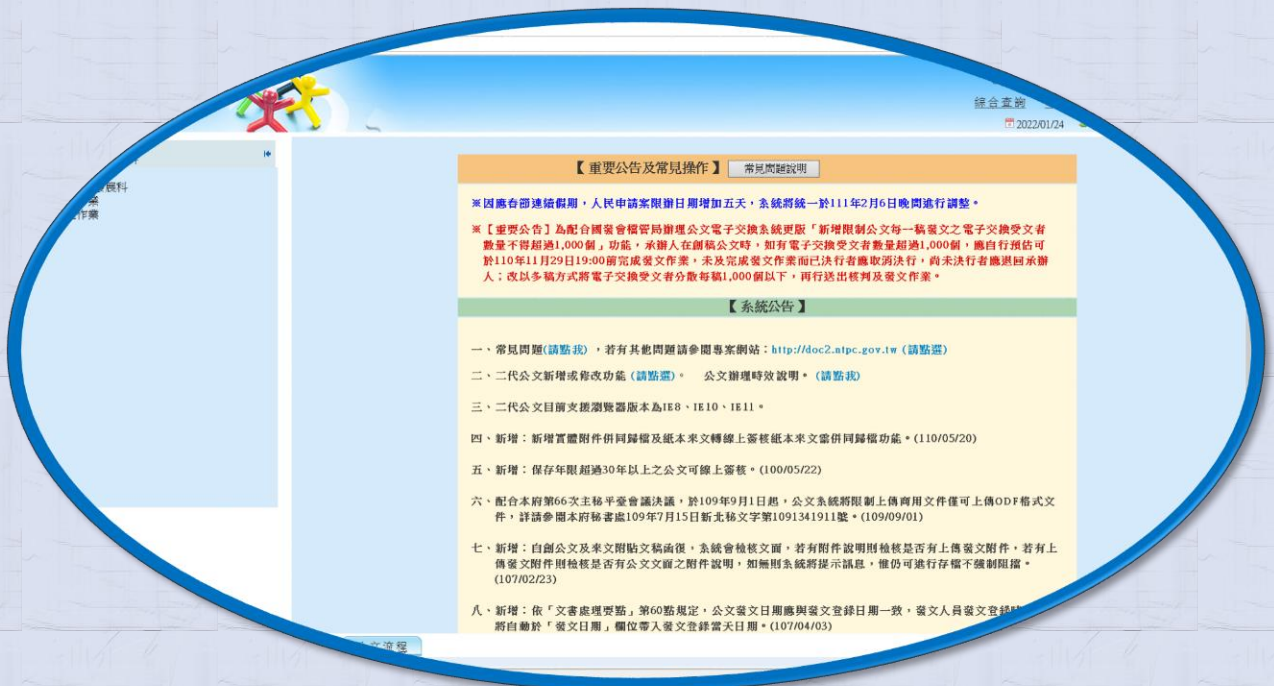 綜合查詢
2022/01/24
展科
作業
【重要公告及常見操作】 常見問題說明
※因應春節連續假期,人民申請案限辦日期增加五天,系統將統一於111年2月6日晚間進行調整。
※【重要公告】為配合國發會檔管局辦理公文電子交換系統更版「新增限制公文每一稿發文之電子交換受文者
數量不得超過1,000個」功能,承辦人在創稿公文時,如有電子交換受文者數量超過1,000個,應自行預估可
於110年11月29日19:00前完成發文作業,未及完成發文作業而已決行者應取消決行,尚未決行者應退回承辦
人;改以多稿方式將電子交換受文者分散每稿1,000個以下,再行送出核判及發文作業。
【系統公告】
一、常見問題(請點我),若有其他問題請參閱專案網站:http://doc2.ntpc.gov.tw (請點選)
二、二代公文新增或修改功能 (請點選)。 公文辦理時效說明。 (請點我)
三、二代公文目前支援瀏覽器版本為IE8、IE10、IE11。
四、新增:新增實體附件併同歸檔及紙本來文轉線上簽核紙本來文需併同歸檔功能。(110/05/20)
五、新增:保存年限超過30年以上之公文可線上簽核。(100/05/22)
六、配合本府第66次主秘平臺會議決議,於109年9月1日起,公文系統將限制上傳商用文件僅可上傳ODF格式文
件,詳請參閱本府秘書處109年7月15日新北秘文字第1091341911號。(109/09/01)
七、新增:自創公文及來文附貼文稿函復,系統會檢核文面,若有附件說明則檢核是否有上傳發文附件,若有上
傳發文附件則檢核是否有公文文面之附件說明,如無則系統將提示訊息,惟仍可進行存檔不強制阻擋。
(107/02/23)
八、新增:依「文書處理要點」第60點規定,公文發文日期應與發文登錄日期一致,發文人員發文登錄
將自動於「發文日期」欄位帶入發文登錄當天日期。(107/04/03)
文流程